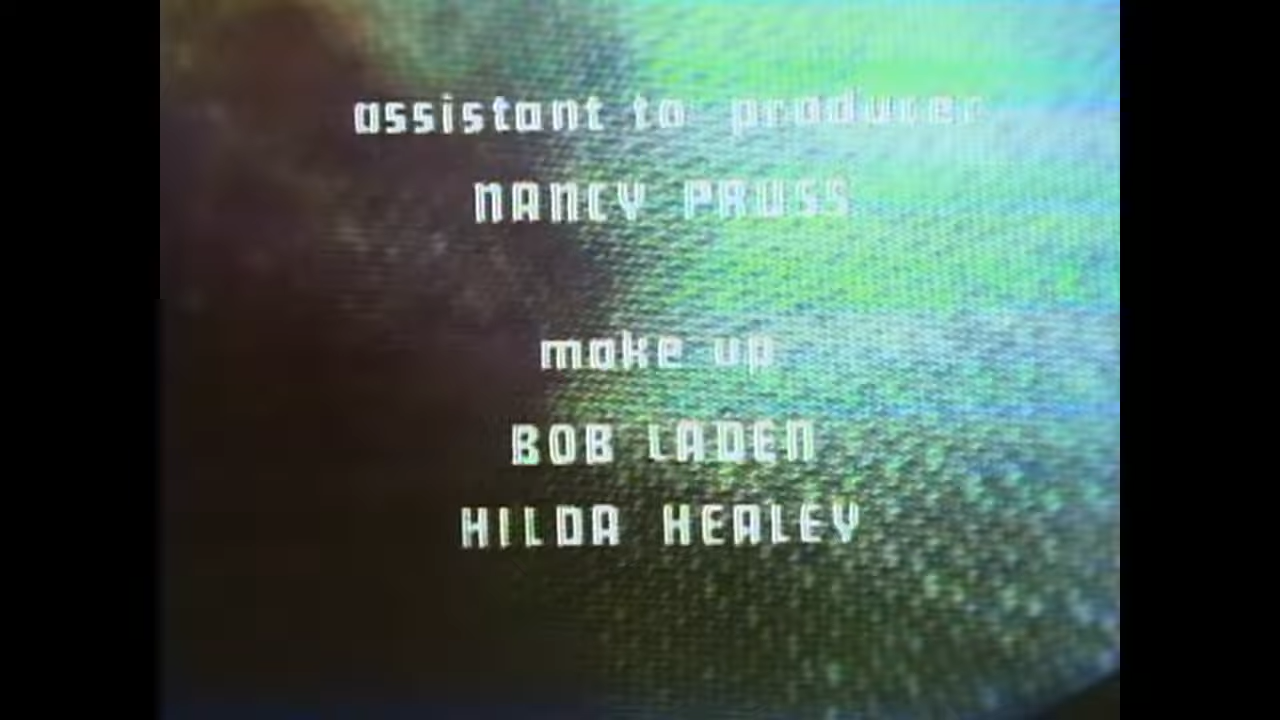 assistant to producer
NANCY PRUSS
make up
BOB LADEN
HILDA HEALEY